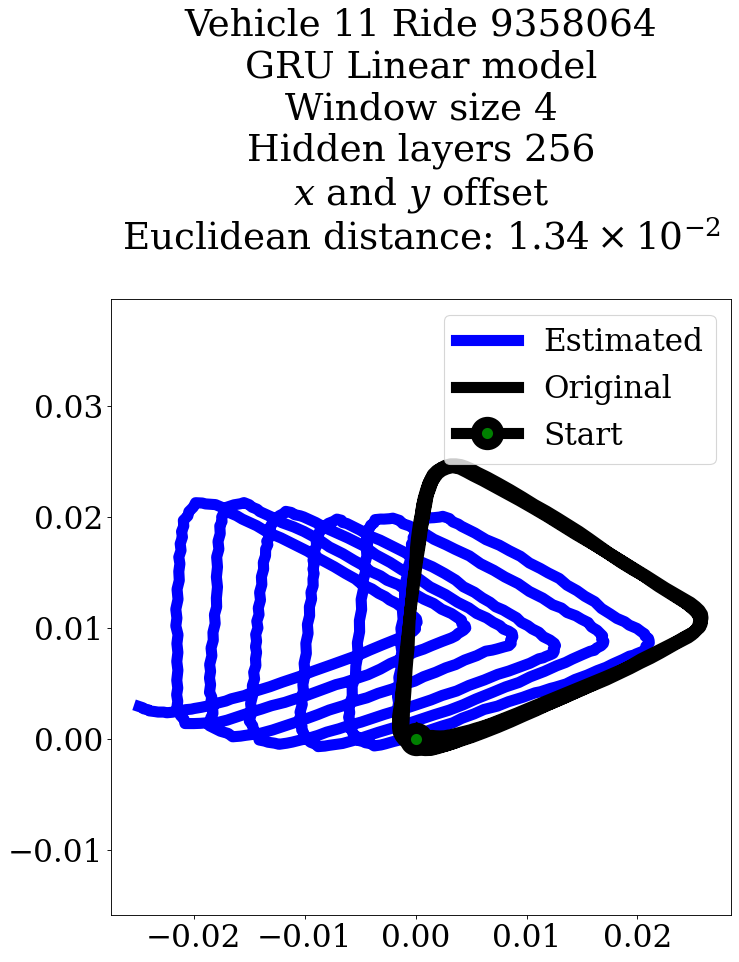 Vehicle 11 Ride 9358064
GRU Linear model
Window size 4
Hidden layers 256
x and y offset
Euclidean distance: 1.34 × 10⁻²
Estimated
Original
Start
0.03
0.02
0.01
0.00
−0.01
−0.02 −0.01 0.00 0.01 0.02